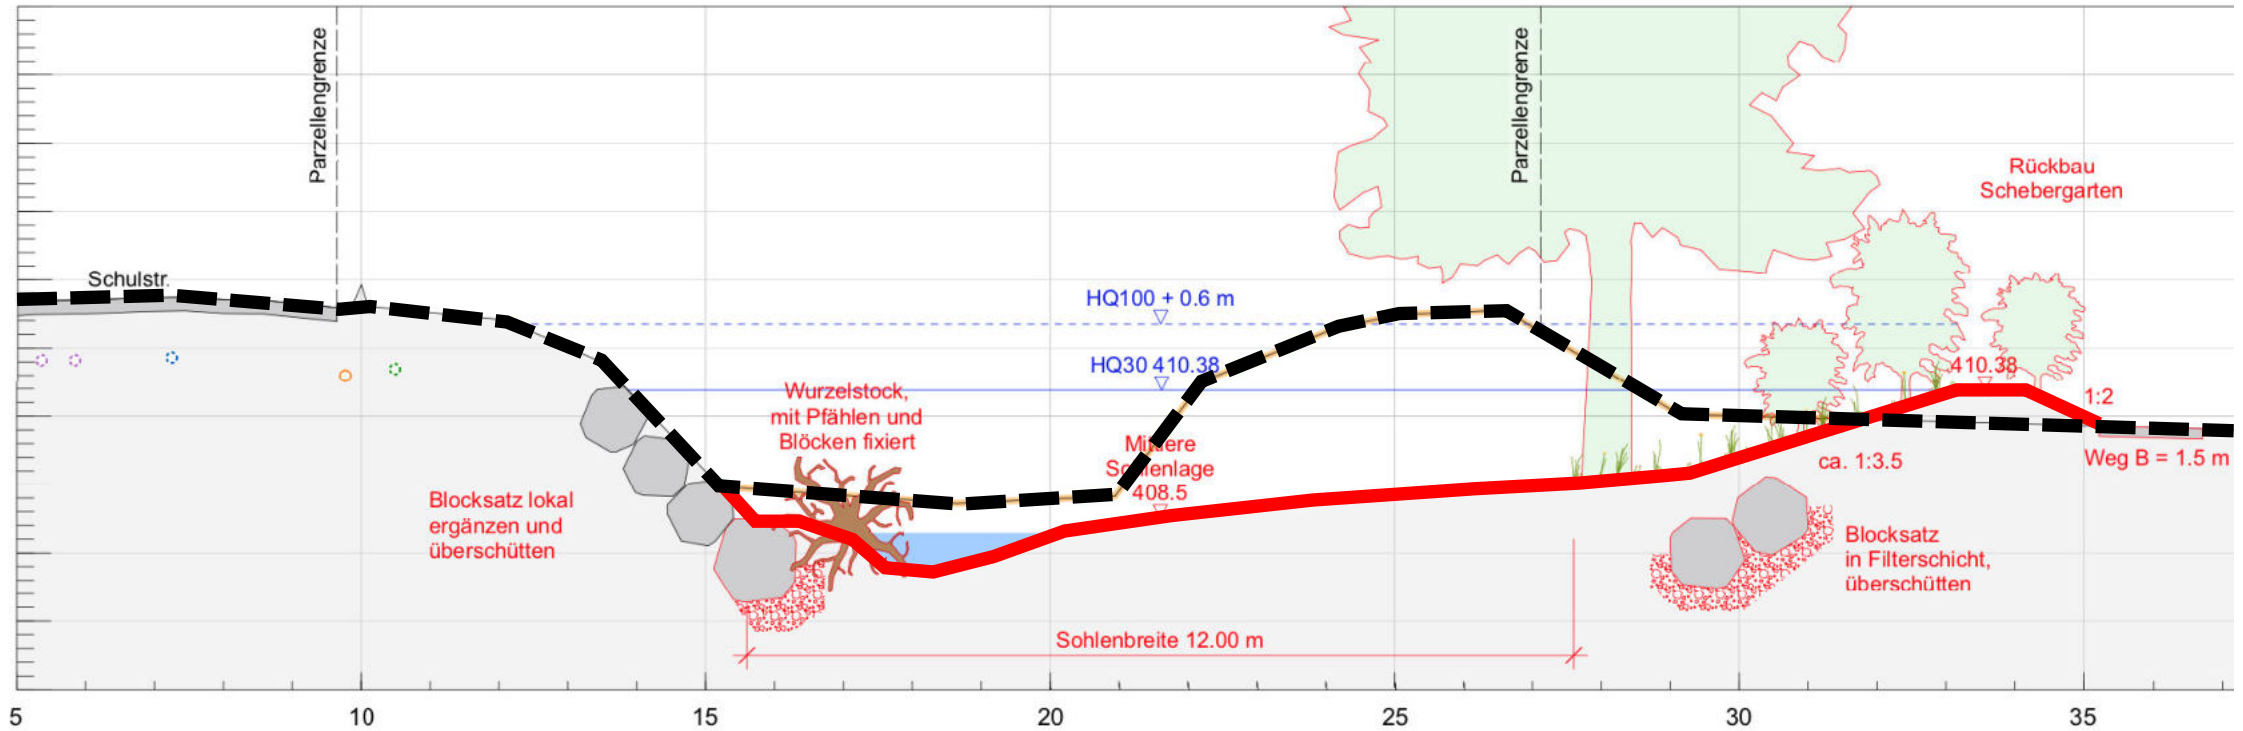 Parzellengrenze
Parzellengrenze
Rückbau
Schebergarten
Schulstr.
HQ100 + 0.6 m
HQ30 410.38
410.38
Wurzelstock,
mit Pfählen und
Blöcken fixiert
1:2
Mittlere
Sohlenlage
408.5
ca. 1:3.5
Weg B = 1.5 m
Blocksatz lokal
ergänzen und
überschütten
Blocksatz
in Filterschicht,
überschütten
Sohlenbreite 12.00 m
5 10 15 20 25 30 35